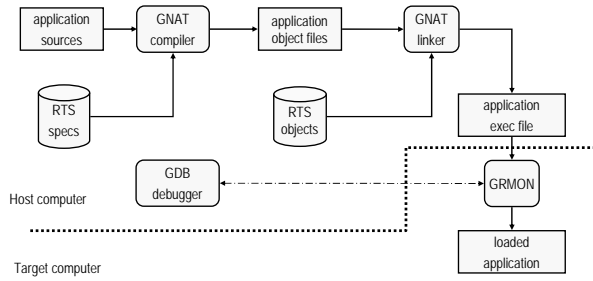 application
sources
GNAT
compiler
application
object files
GNAT
linker
RTS
specs
RTS
objects
application
exec file
GDB
debugger
GRMON
Host computer
loaded
application
Target computer